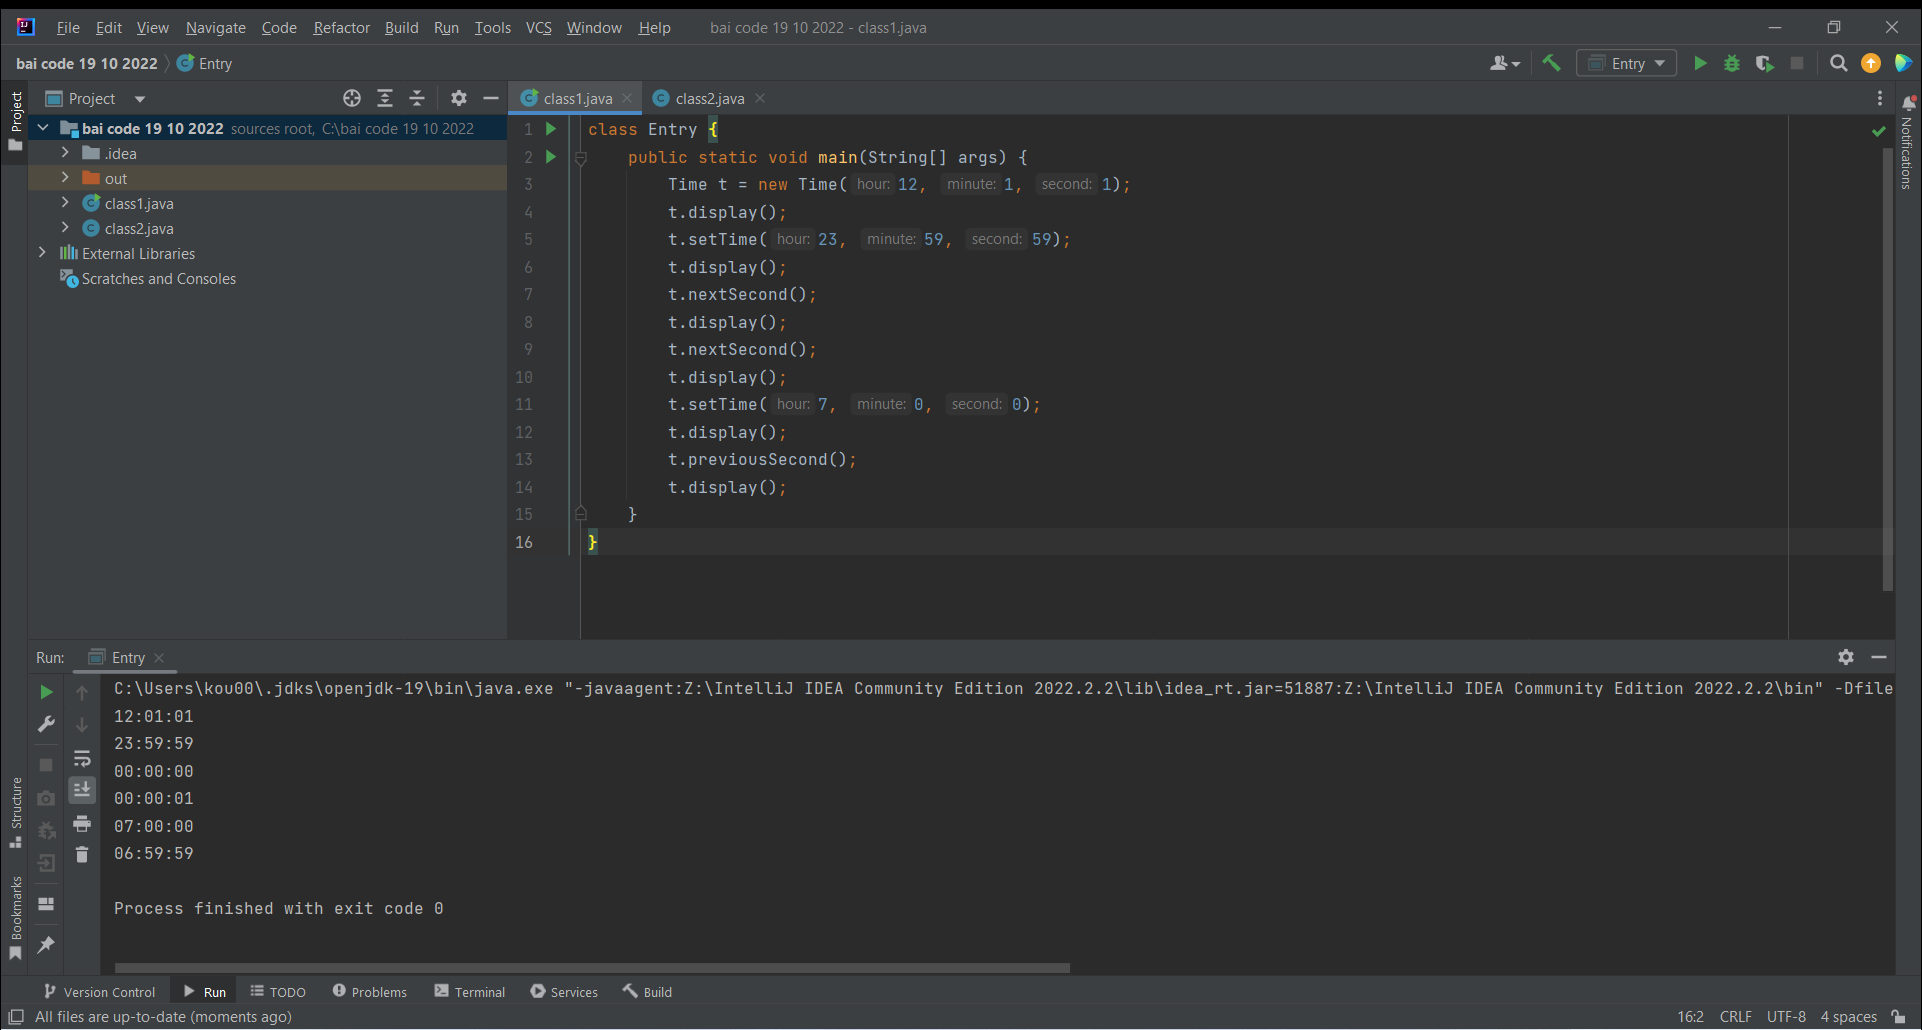 File Edit View Navigate Code Refactor Build Run Tools VCS Window Help bai code 19 10 2022 - class1.java
bai code 19 10 2022 Entry Entry
Project
Project
class1.java class2.java
bai code 19 10 2022 sources root, C:\bai code 19 10 2022
.idea
out
class1.java
class2.java
External Libraries
Scratches and Consoles
1 class Entry {
2 public static void main(String[] args) {
3 Time t = new Time( hour: 12, minute: 1, second: 1);
4 t.display();
5 t.setTime( hour: 23, minute: 59, second: 59);
6 t.display();
7 t.nextSecond();
8 t.display();
9 t.nextSecond();
10 t.display();
11 t.setTime( hour: 7, minute: 0, second: 0);
12 t.display();
13 t.previousSecond();
14 t.display();
15 }
16 }
Notifications
Run: Entry
C:\Users\kou00\.jdks\openjdk-19\bin\java.exe "-javaagent:Z:\IntelliJ IDEA Community Edition 2022.2.2\lib\idea_rt.jar=51887:Z:\IntelliJ IDEA Community Edition 2022.2.2\bin" -Dfile
12:01:01
23:59:59
00:00:00
00:00:01
07:00:00
06:59:59
Process finished with exit code 0
Structure
Bookmarks
Version Control Run TODO Problems Terminal Services Build
All files are up-to-date (moments ago) 16:2 CRLF UTF-8 4 spaces